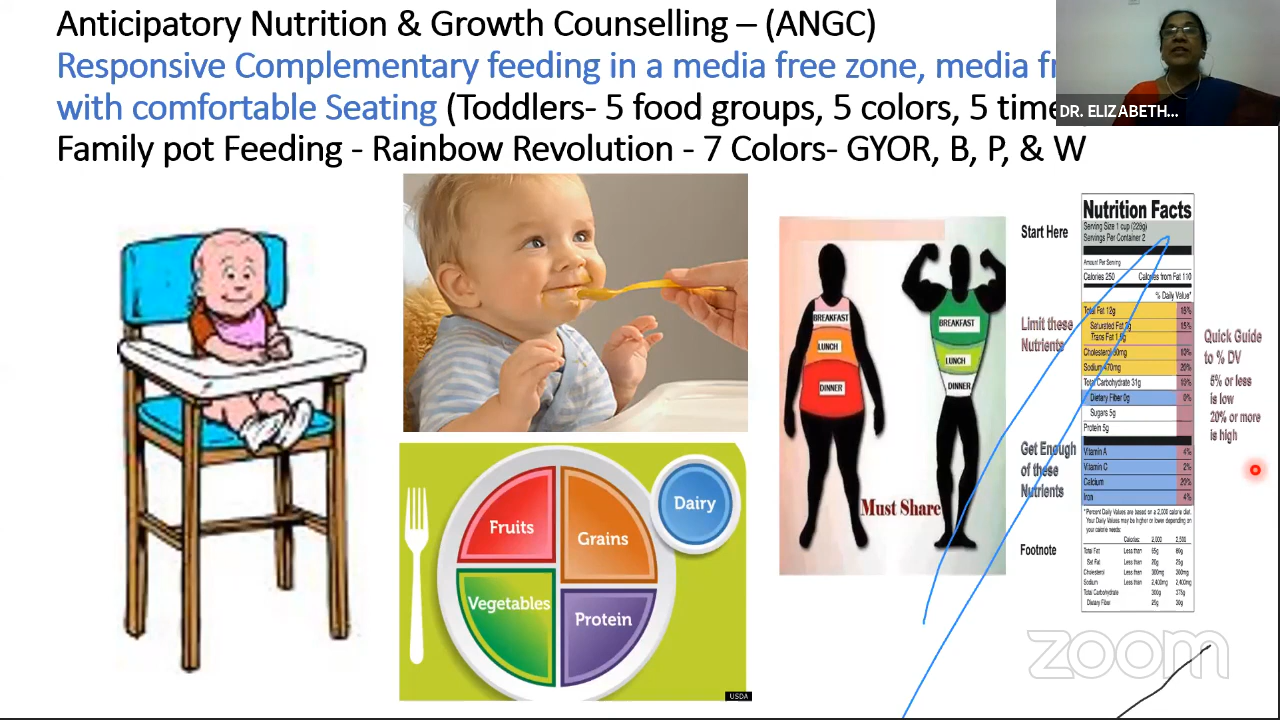 Anticipatory Nutrition & Growth Counselling – (ANGC)
Responsive Complementary feeding in a media free zone, media fr
with comfortable Seating (Toddlers- 5 food groups, 5 colors, 5 time
Family pot Feeding - Rainbow Revolution - 7 Colors- GYOR, B, P, & W
DR. ELIZABETH...
Fruits
Grains
Dairy
Vegetables
Protein
USDA
BREAKFAST
LUNCH
DINNER
BREAKFAST
LUNCH
DINNER
Must Share
Start Here
Limit these
Nutrients
Get Enough
of these
Nutrients
Footnote
Nutrition Facts
Serving Size 1 cup (228g)
Servings Per Container 2
Amount Per Serving
Calories 250 Calories from Fat 110
% Daily Value*
Total Fat 12g 18%
Saturated Fat 3g 15%
Trans Fat
Cholesterol 30mg 10%
Sodium 470mg 20%
Total Carbohydrate 31g 10%
Dietary Fiber 0g 0%
Sugars 5g
Protein 5g
Vitamin A 4%
Vitamin C 2%
Calcium 20%
Iron 4%
*Percent Daily Values are based on a 2,000 calorie diet.
Your Daily Values may be higher or lower depending on
your calorie needs:
Calories: 2,000 2,500
Total Fat Less than 65g 80g
Sat Fat Less than 20g 25g
Cholesterol Less than 300mg 300mg
Sodium Less than 2,400mg 2,400mg
Total Carbohydrate 300g 375g
Dietary Fiber 25g 30g
Quick Guide
to % DV
5% or less
is low
20% or more
is high
zoom